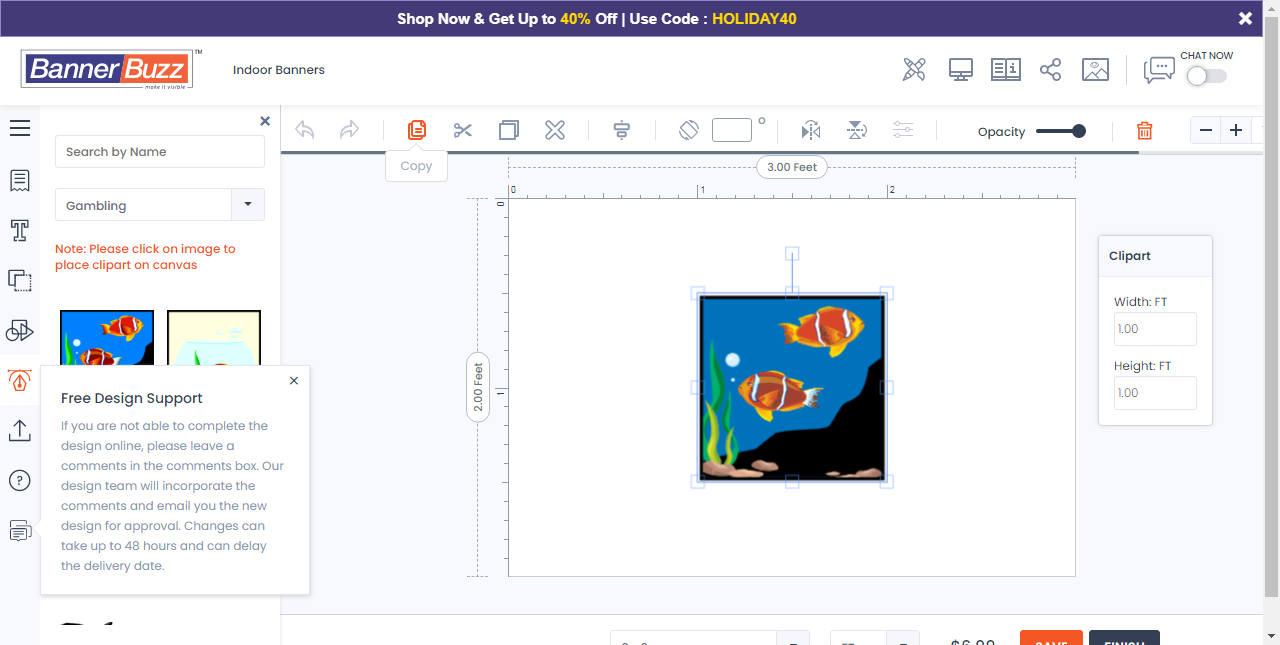 Shop Now & Get Up to 40% Off | Use Code : HOLIDAY40
BannerBuzz™
make it visible
Indoor Banners
CHAT NOW
Search by Name
Gambling
Note: Please click on image to
place clipart on canvas
Copy
Opacity
3.00 Feet
0
1
2
0
1
2.00 Feet
Clipart
Width: FT
1.00
Height: FT
1.00
Free Design Support
If you are not able to complete the
design online, please leave a
comments in the comments box. Our
design team will incorporate the
comments and email you the new
design for approval. Changes can
take up to 48 hours and can delay
the delivery date.
$6.99
SAVE
FINISH